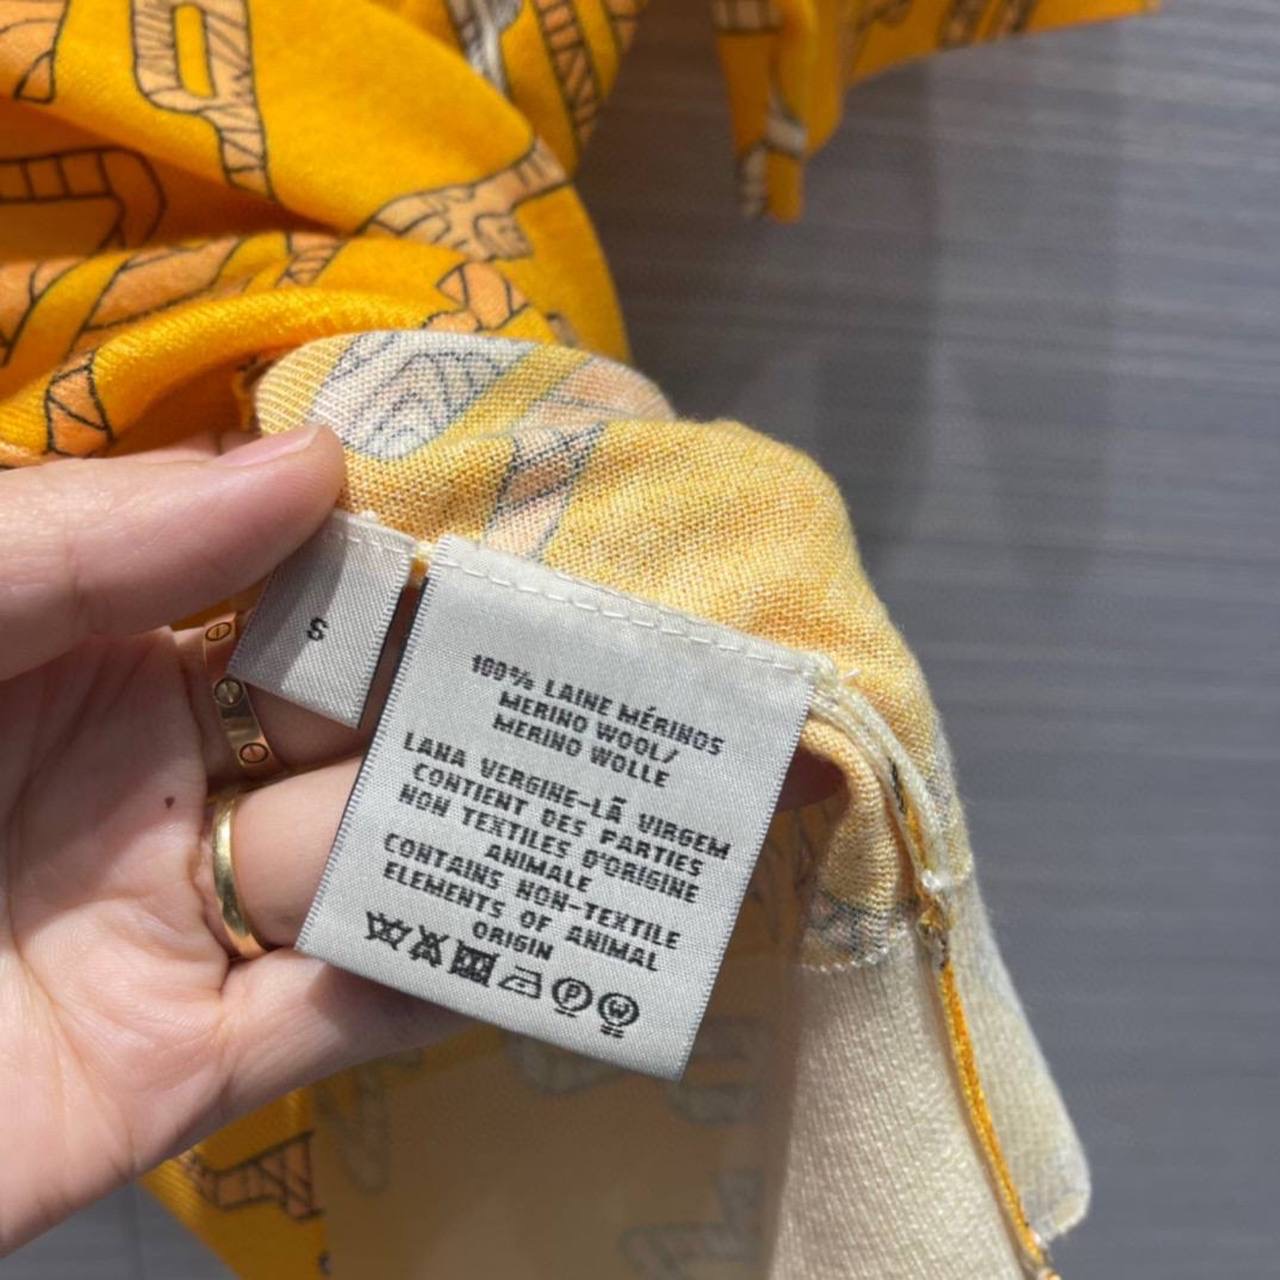 S
100% LAINE MÉRINOS
MERINO WOOL/
MERINO WOLLE
LANA VERGINE-LÃ VIRGEM
CONTIENT DES PARTIES
NON TEXTILES D'ORIGINE
ANIMALE
CONTAINS NON-TEXTILE
ELEMENTS OF ANIMAL
ORIGIN
P W